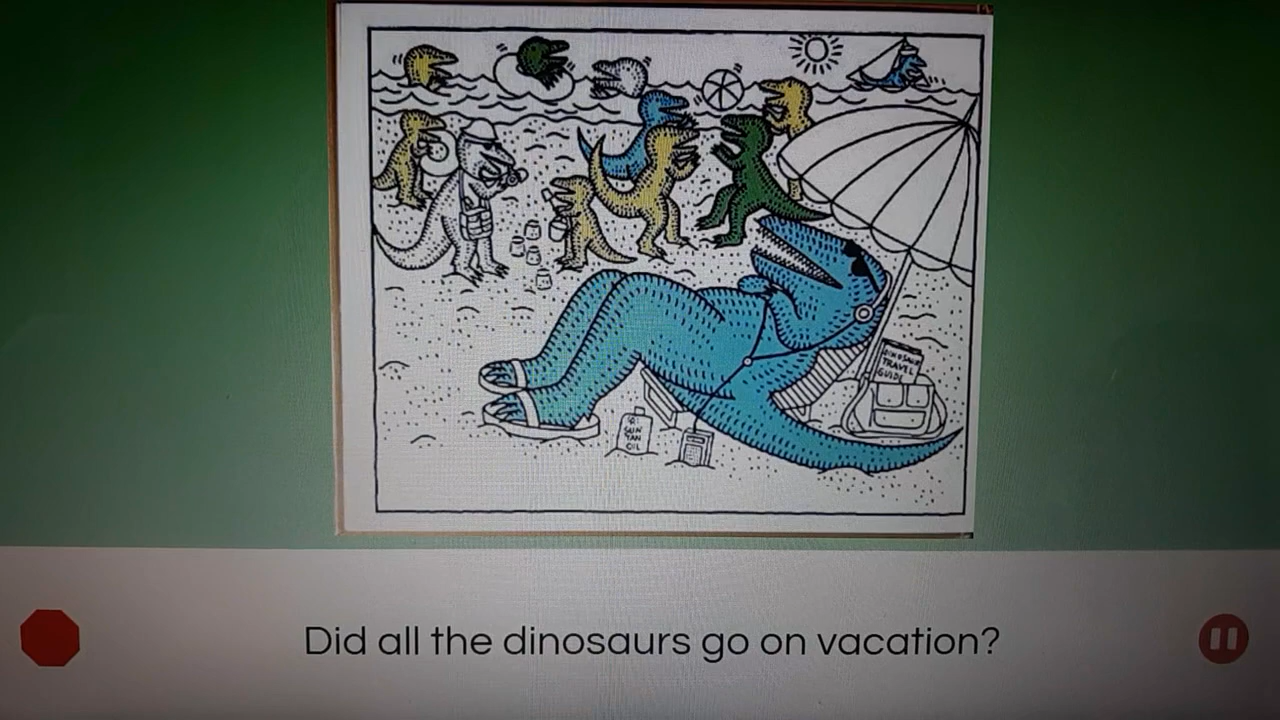 DINOSAUR
TRAVEL
GUIDE
SUN
TAN
OIL
Did all the dinosaurs go on vacation?